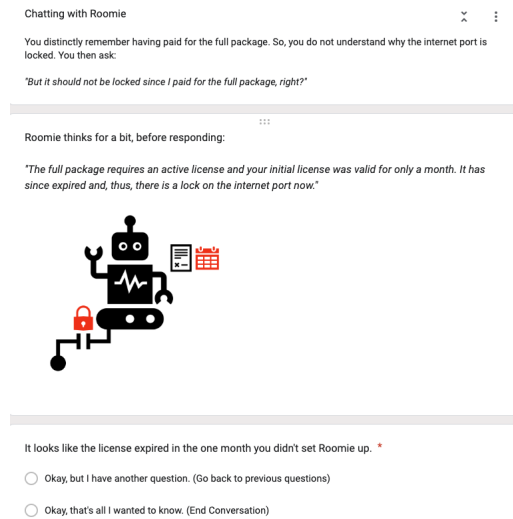 Chatting with Roomie
You distinctly remember having paid for the full package. So, you do not understand why the internet port is
locked. You then ask:
"But it should not be locked since I paid for the full package, right?"
Roomie thinks for a bit, before responding:
"The full package requires an active license and your initial license was valid for only a month. It has
since expired and, thus, there is a lock on the internet port now."
It looks like the license expired in the one month you didn't set Roomie up. *
Okay, but I have another question. (Go back to previous questions)
Okay, that's all I wanted to know. (End Conversation)